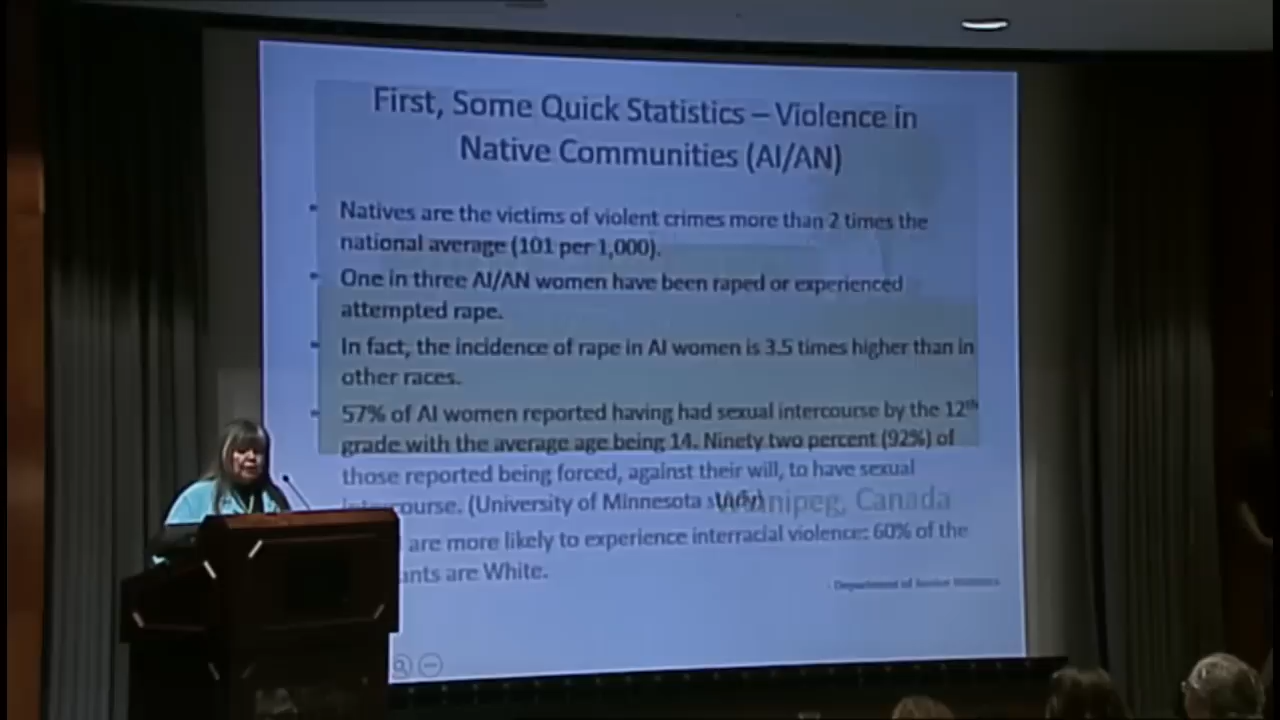 First, Some Quick Statistics – Violence in
Native Communities (AI/AN)
Natives are the victims of violent crimes more than 2 times the
national average (101 per 1,000).
One in three AI/AN women have been raped or experienced
attempted rape.
In fact, the incidence of rape in AI women is 3.5 times higher than in
other races.
57% of AI women reported having had sexual intercourse by the 12th
grade with the average age being 14. Ninety two percent (92%) of
those reported being forced, against their will, to have sexual
(University of Minnesota
Canada
are more likely to experience interracial violence: 60% of the
are White.
Department of Justice Statistics